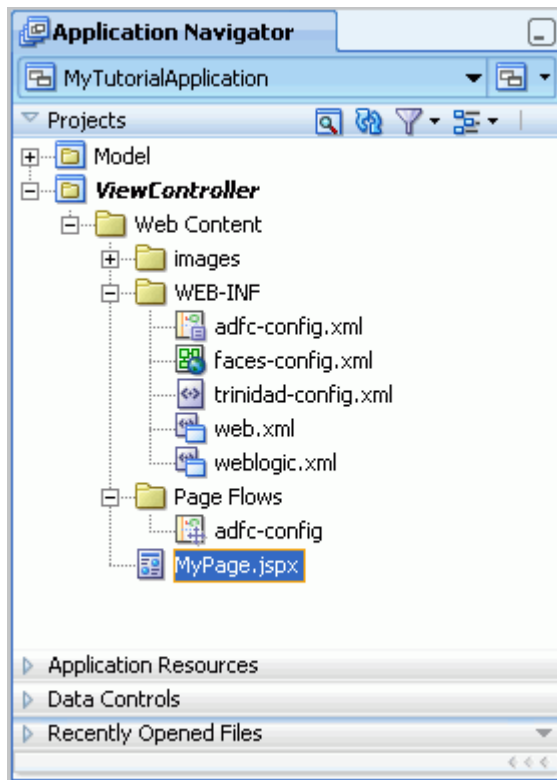 Application Navigator
MyTutorialApplication
Projects
Model
ViewController
Web Content
images
WEB-INF
adfc-config.xml
faces-config.xml
trinidad-config.xml
web.xml
weblogic.xml
Page Flows
adfc-config
MyPage.jspx
Application Resources
Data Controls
Recently Opened Files